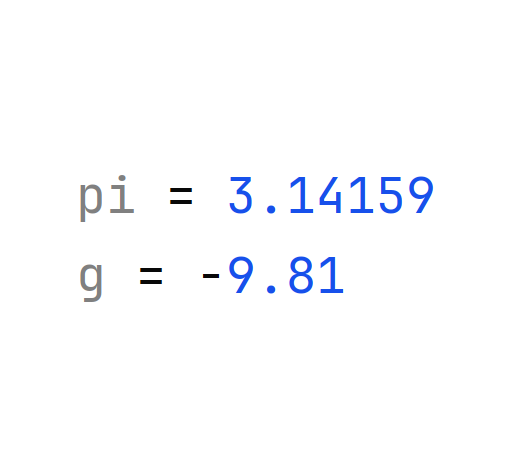 pi = 3.14159
g = -9.81